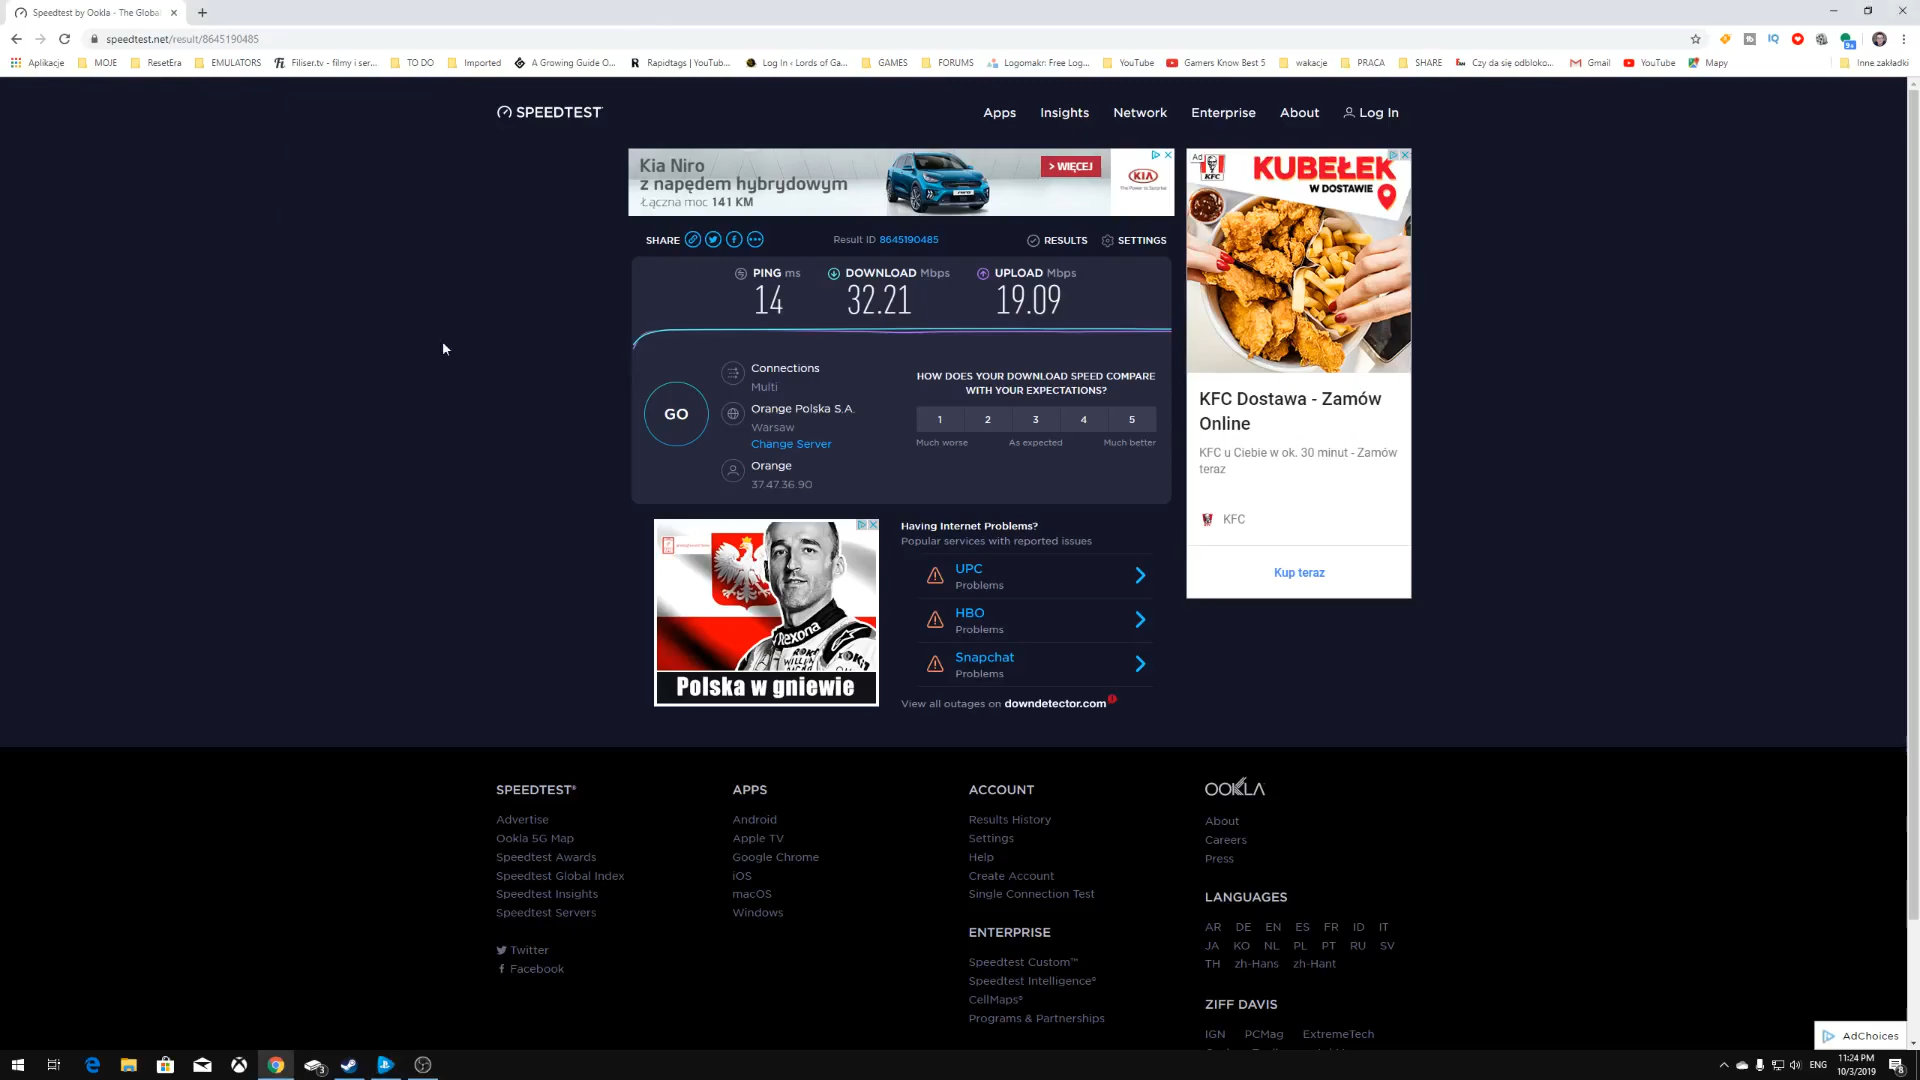 Speedtest by Ookla - The Global
speedtest.net/result/8645190485
Aplikacje
MOJE
ResetEra
EMULATORS
Filiser.tv - filmy i ser...
TO DO
Imported
A Growing Guide O...
Rapidtags | YouTub...
Log In ‹ Lords of Ga...
GAMES
FORUMS
Logomakr: Free Log...
YouTube
Gamers Know Best 5
wakacje
PRACA
SHARE
Czy da się odbloko...
Gmail
YouTube
Mapy
Inne zakładki
SPEEDTEST
Apps
Insights
Network
Enterprise
About
Log In
Kia Niro
z napędem hybrydowym
Łączna moc 141 KM
> WIĘCEJ
KIA
The Power to Surprise
SHARE
Result ID 8645190485
RESULTS
SETTINGS
PING ms
14
DOWNLOAD Mbps
32.21
UPLOAD Mbps
19.09
GO
Connections
Multi
Orange Polska S.A.
Warsaw
Change Server
Orange
37.47.36.90
HOW DOES YOUR DOWNLOAD SPEED COMPARE
WITH YOUR EXPECTATIONS?
1 2 3 4 5
Much worse As expected Much better
Ad
KFC
KUBEŁEK
W DOSTAWIE
KFC Dostawa - Zamów
Online
KFC u Ciebie w ok. 30 minut - Zamów
teraz
KFC
Kup teraz
Rexona
ROKiT
WILLIAMS
RACING
Polska w gniewie
Having Internet Problems?
Popular services with reported issues
UPC
Problems
HBO
Problems
Snapchat
Problems
View all outages on downdetector.com
SPEEDTEST®
Advertise
Ookla 5G Map
Speedtest Awards
Speedtest Global Index
Speedtest Insights
Speedtest Servers
Twitter
Facebook
APPS
Android
Apple TV
Google Chrome
iOS
macOS
Windows
ACCOUNT
Results History
Settings
Help
Create Account
Single Connection Test
ENTERPRISE
Speedtest Custom™
Speedtest Intelligence®
CellMaps®
Programs & Partnerships
OOKLA
About
Careers
Press
LANGUAGES
AR DE EN ES FR ID IT
JA KO NL PL PT RU SV
TH zh-Hans zh-Hant
ZIFF DAVIS
IGN PCMag ExtremeTech
AdChoices
ENG
11:24 PM
10/3/2019